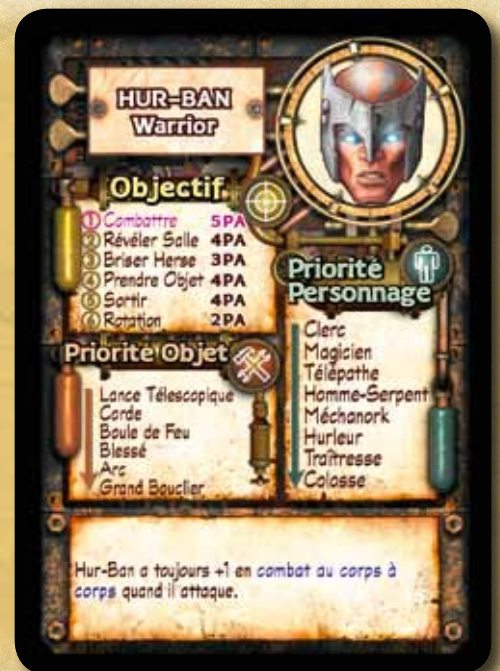 HUR-BAN
Warrior
Objectif
1 Combattre 5PA
2 Révéler Salle 4PA
3 Briser Herse 3PA
4 Prendre Objet 4PA
5 Sortir 4PA
6 Rotation 2PA
Priorité Objet
Lance Télescopique
Corde
Boule de Feu
Blessé
Arc
Grand Bouclier
Priorité
Personnage
Clerc
Magicien
Télépathe
Homme-Serpent
Méchanork
Hurleur
Traîtresse
Colosse
Hur-Ban a toujours +1 en combat au corps à
corps quand il attaque.